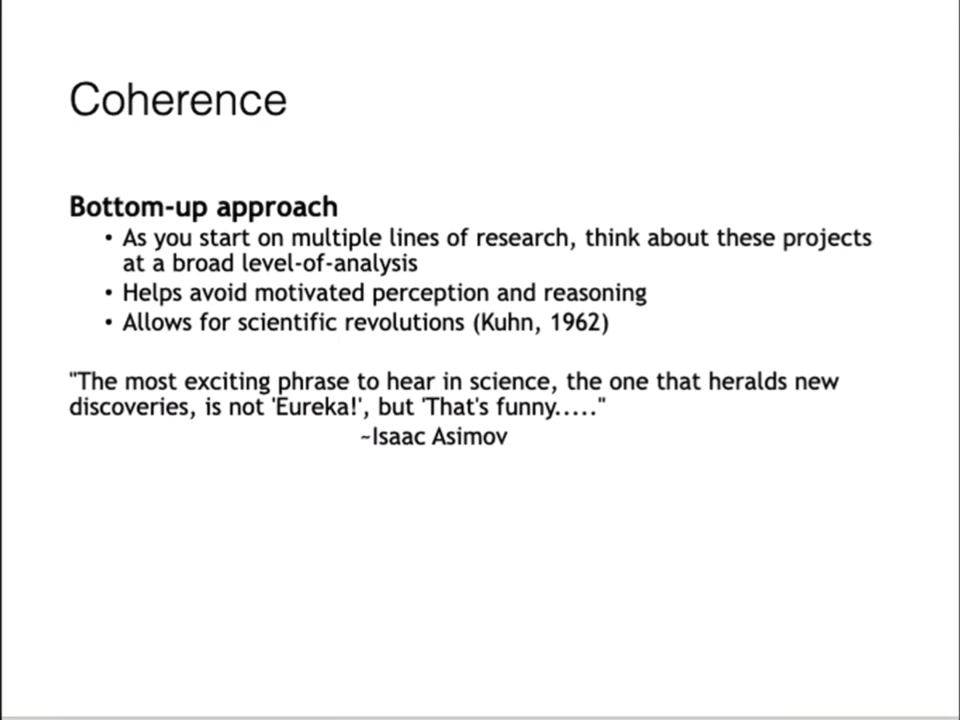 Coherence
Bottom-up approach
• As you start on multiple lines of research, think about these projects
at a broad level-of-analysis
• Helps avoid motivated perception and reasoning
• Allows for scientific revolutions (Kuhn, 1962)
"The most exciting phrase to hear in science, the one that heralds new
discoveries, is not 'Eureka!', but 'That's funny....."
~Isaac Asimov